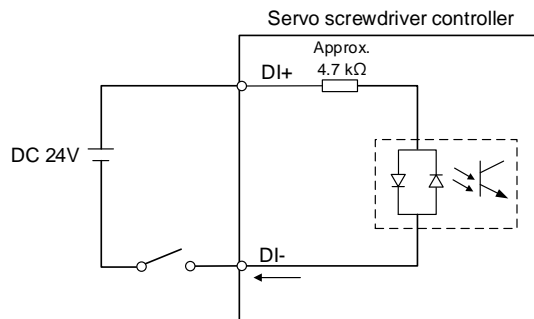 Servo screwdriver controller
Approx.
4.7 kΩ
DI+
DC 24V
DI-